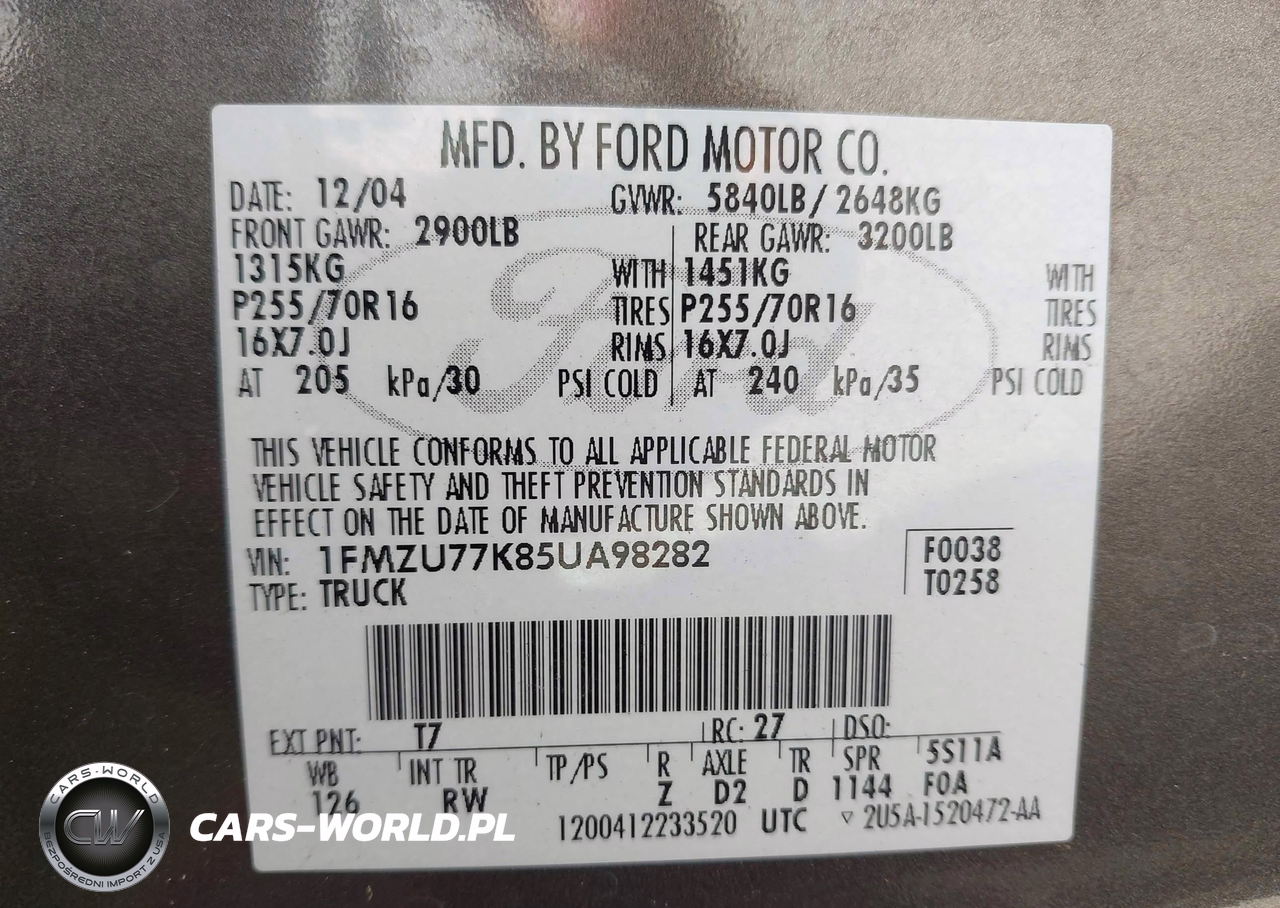 MFD. BY FORD MOTOR CO.
DATE: 12/04 GVWR: 5840LB / 2648KG
FRONT GAWR: 2900LB REAR GAWR: 3200LB
1315KG WITH 1451KG WITH
P255/70R16 TIRES P255/70R16 TIRES
16X7.0J RIMS 16X7.0J RIMS
AT 205 kPa/30 PSI COLD AT 240 kPa/35 PSI COLD
Ford
THIS VEHICLE CONFORMS TO ALL APPLICABLE FEDERAL MOTOR
VEHICLE SAFETY AND THEFT PREVENTION STANDARDS IN
EFFECT ON THE DATE OF MANUFACTURE SHOWN ABOVE.
VIN: 1FMZU77K85UA98282 F0038
TYPE: TRUCK T0258
EXT PNT: T7 RC: 27 DSO:
WB INT TR TP/PS R AXLE TR SPR 5S11A
126 RW Z D2 D 1144 F0A
1200412233520 UTC ▽ 2U5A-1520472-AA
CARS-WORLD
CW
BEZPOŚREDNI IMPORT Z USA
CARS-WORLD.PL